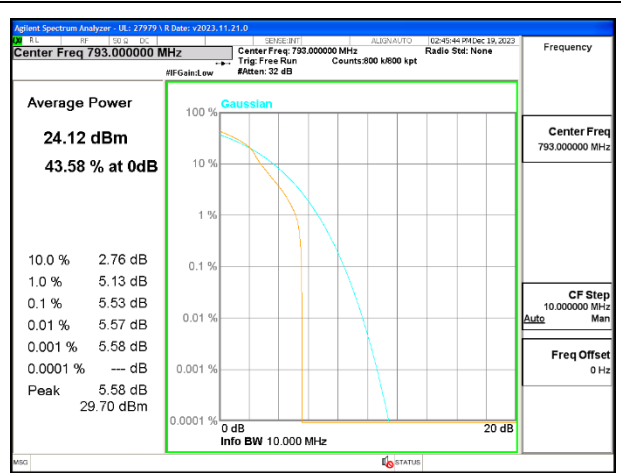 Agilent Spectrum Analyzer - UL: 27979 \ R Date: v2023.11.21.0
RL RF 50 Ω DC SENSE:INT ALIGN AUTO 02:45:44 PM Dec 19, 2023
Center Freq 793.000000 MHz
Center Freq: 793.000000 MHz Radio Std: None
Trig: Free Run Counts:800 k/800 kpt
#IFGain:Low #Atten: 32 dB
Frequency
Average Power
24.12 dBm
43.58 % at 0dB
10.0 % 2.76 dB
1.0 % 5.13 dB
0.1 % 5.53 dB
0.01 % 5.57 dB
0.001 % 5.58 dB
0.0001 % --- dB
Peak 5.58 dB
29.70 dBm
Gaussian
100 %
10 %
1 %
0.1 %
0.01 %
0.001 %
0.0001 %
0 dB 20 dB
Info BW 10.000 MHz
Center Freq
793.000000 MHz
CF Step
10.000000 MHz
Auto Man
Freq Offset
0 Hz
MSG STATUS